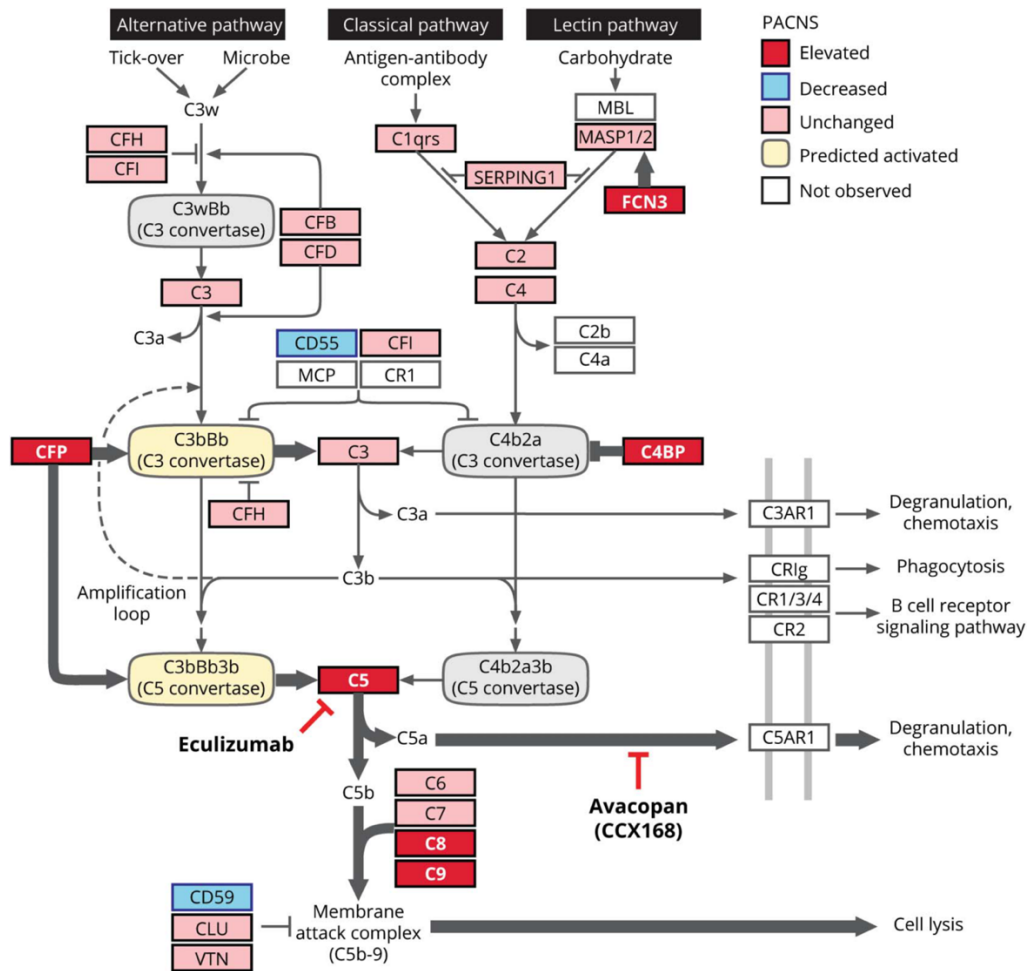 Alternative pathway
Classical pathway
Lectin pathway
PACNS
Elevated
Decreased
Unchanged
Predicted activated
Not observed
Tick-over
Microbe
Antigen-antibody
complex
Carbohydrate
C3w
MBL
MASP1/2
CFH
CFI
C1qrs
SERPING1
FCN3
C3wBb
(C3 convertase)
CFB
CFD
C2
C4
C3
C3a
C2b
C4a
CD55
CFI
MCP
CR1
CFP
C3bBb
(C3 convertase)
C3
C4b2a
(C3 convertase)
C4BP
CFH
C3a
C3AR1
Degranulation,
chemotaxis
C3b
CRIg
Phagocytosis
Amplification
loop
CR1/3/4
CR2
B cell receptor
signaling pathway
C3bBb3b
(C5 convertase)
C5
C4b2a3b
(C5 convertase)
Eculizumab
C5a
C5AR1
Degranulation,
chemotaxis
C5b
C6
C7
C8
C9
Avacopan
(CCX168)
CD59
CLU
VTN
Membrane
attack complex
(C5b-9)
Cell lysis